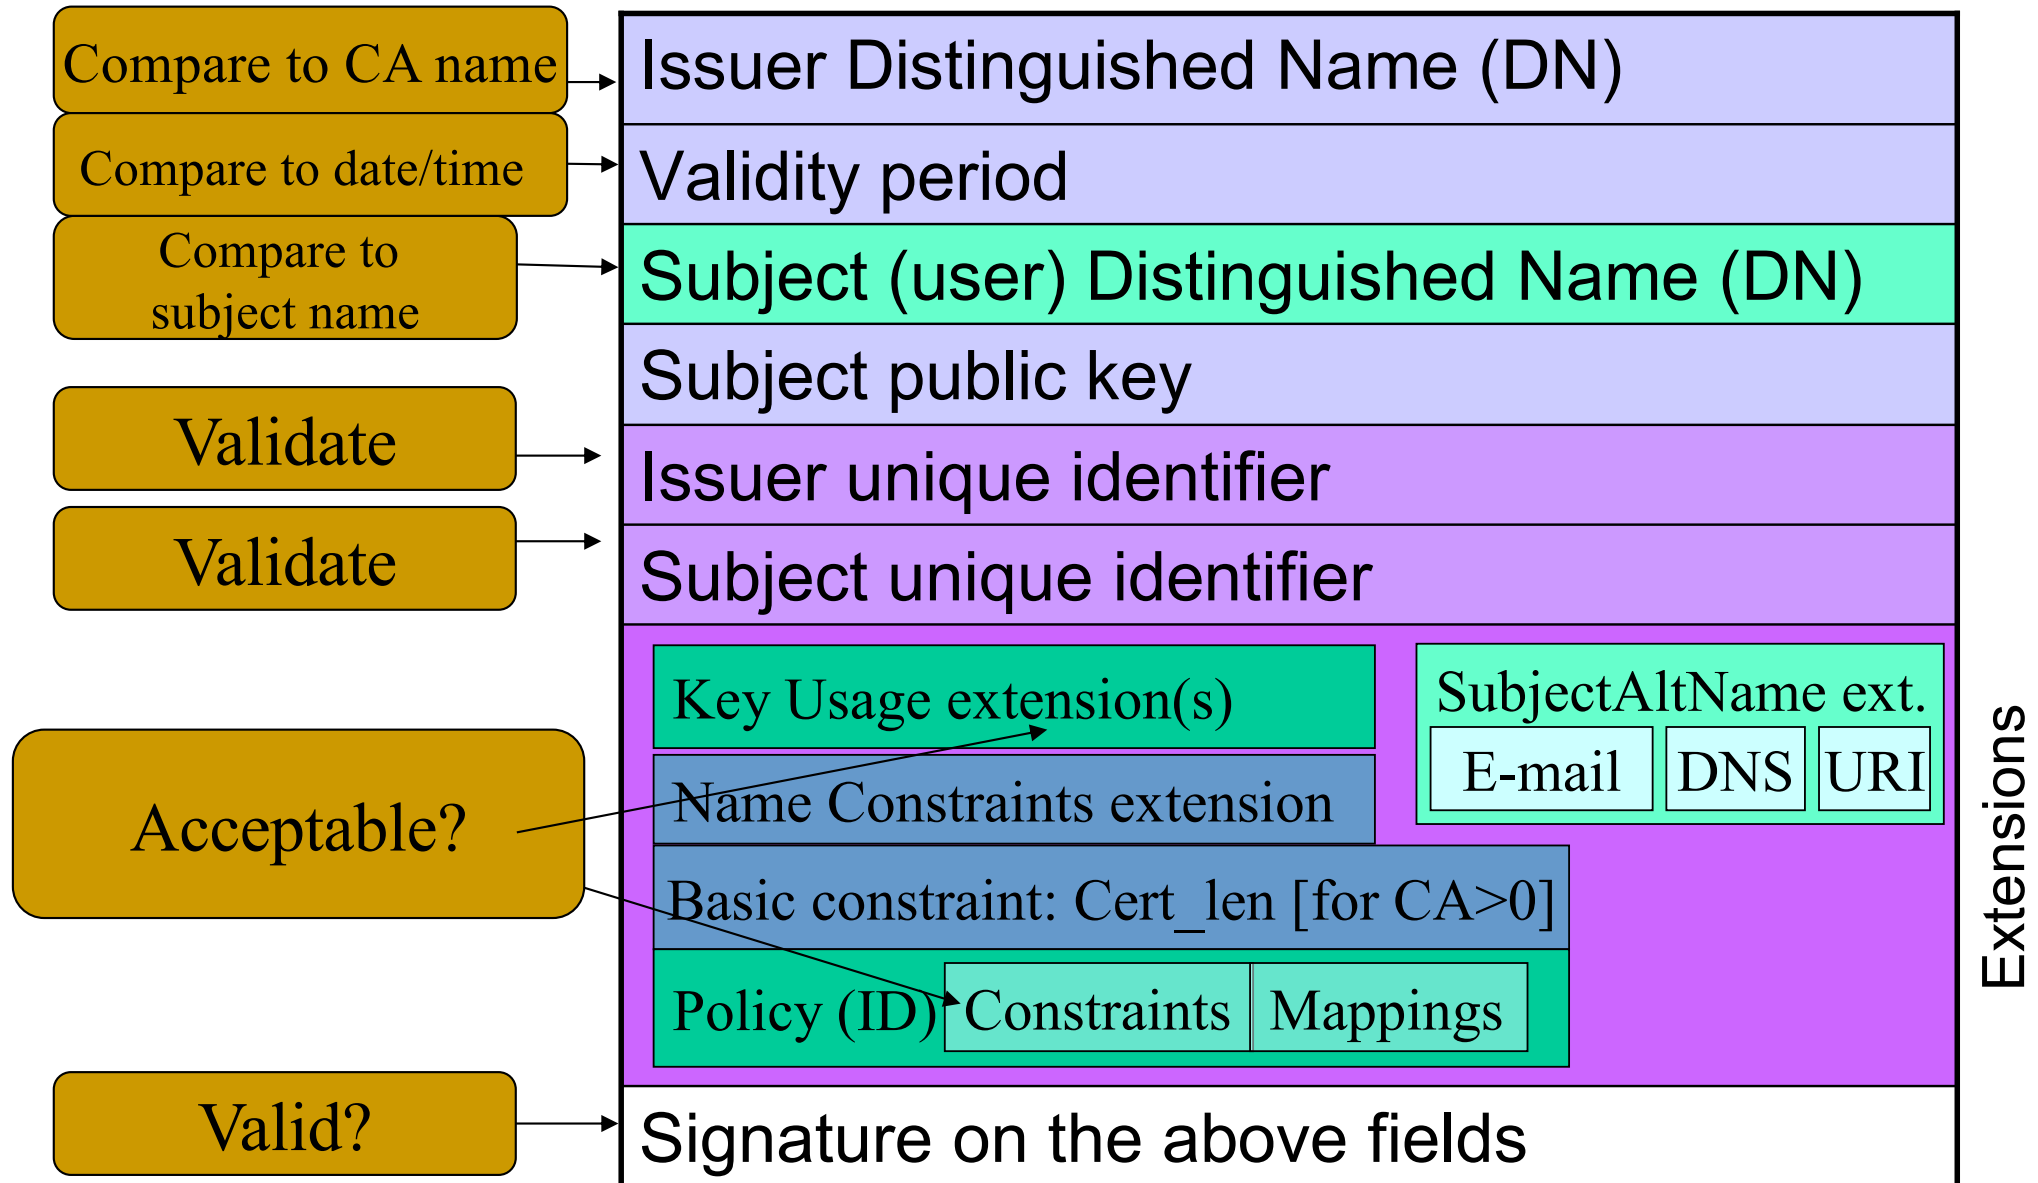 Compare to CA name
Issuer Distinguished Name (DN)
Compare to date/time
Validity period
Compare to
subject name
Subject (user) Distinguished Name (DN)
Subject public key
Validate
Issuer unique identifier
Validate
Subject unique identifier
Key Usage extension(s)
SubjectAltName ext.
E-mail
DNS
URI
Acceptable?
Name Constraints extension
Basic constraint: Cert_len [for CA>0]
Policy (ID)
Constraints
Mappings
Extensions
Valid?
Signature on the above fields